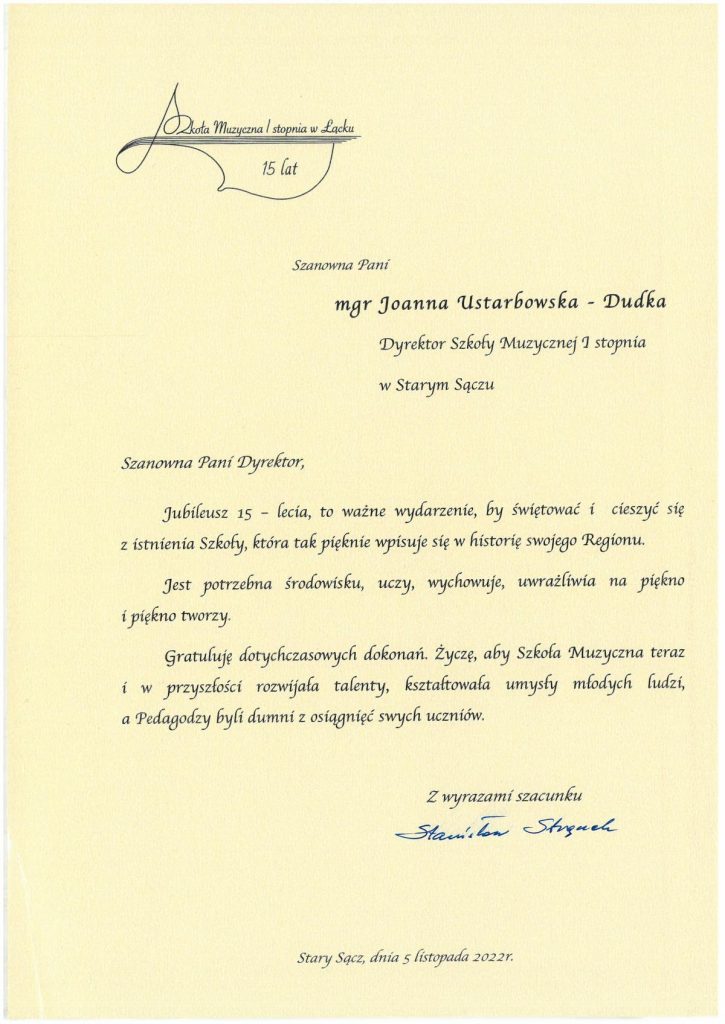 Szkoła Muzyczna I stopnia w Łącku
15 lat
Szanowna Pani
mgr Joanna Ustarbowska - Dudka
Dyrektor Szkoły Muzycznej I stopnia
w Starym Sączu
Szanowna Pani Dyrektor,
Jubileusz 15 – lecia, to ważne wydarzenie, by świętować i cieszyć się
z istnienia Szkoły, która tak pięknie wpisuje się w historię swojego Regionu.
Jest potrzebna środowisku, uczy, wychowuje, uwrażliwia na piękno
i piękno tworzy.
Gratuluję dotychczasowych dokonań. Życzę, aby Szkoła Muzyczna teraz
i w przyszłości rozwijała talenty, kształtowała umysły młodych ludzi,
a Pedagodzy byli dumni z osiągnięć swych uczniów.
Z wyrazami szacunku
Stanisław
Stary Sącz, dnia 5 listopada 2022r.